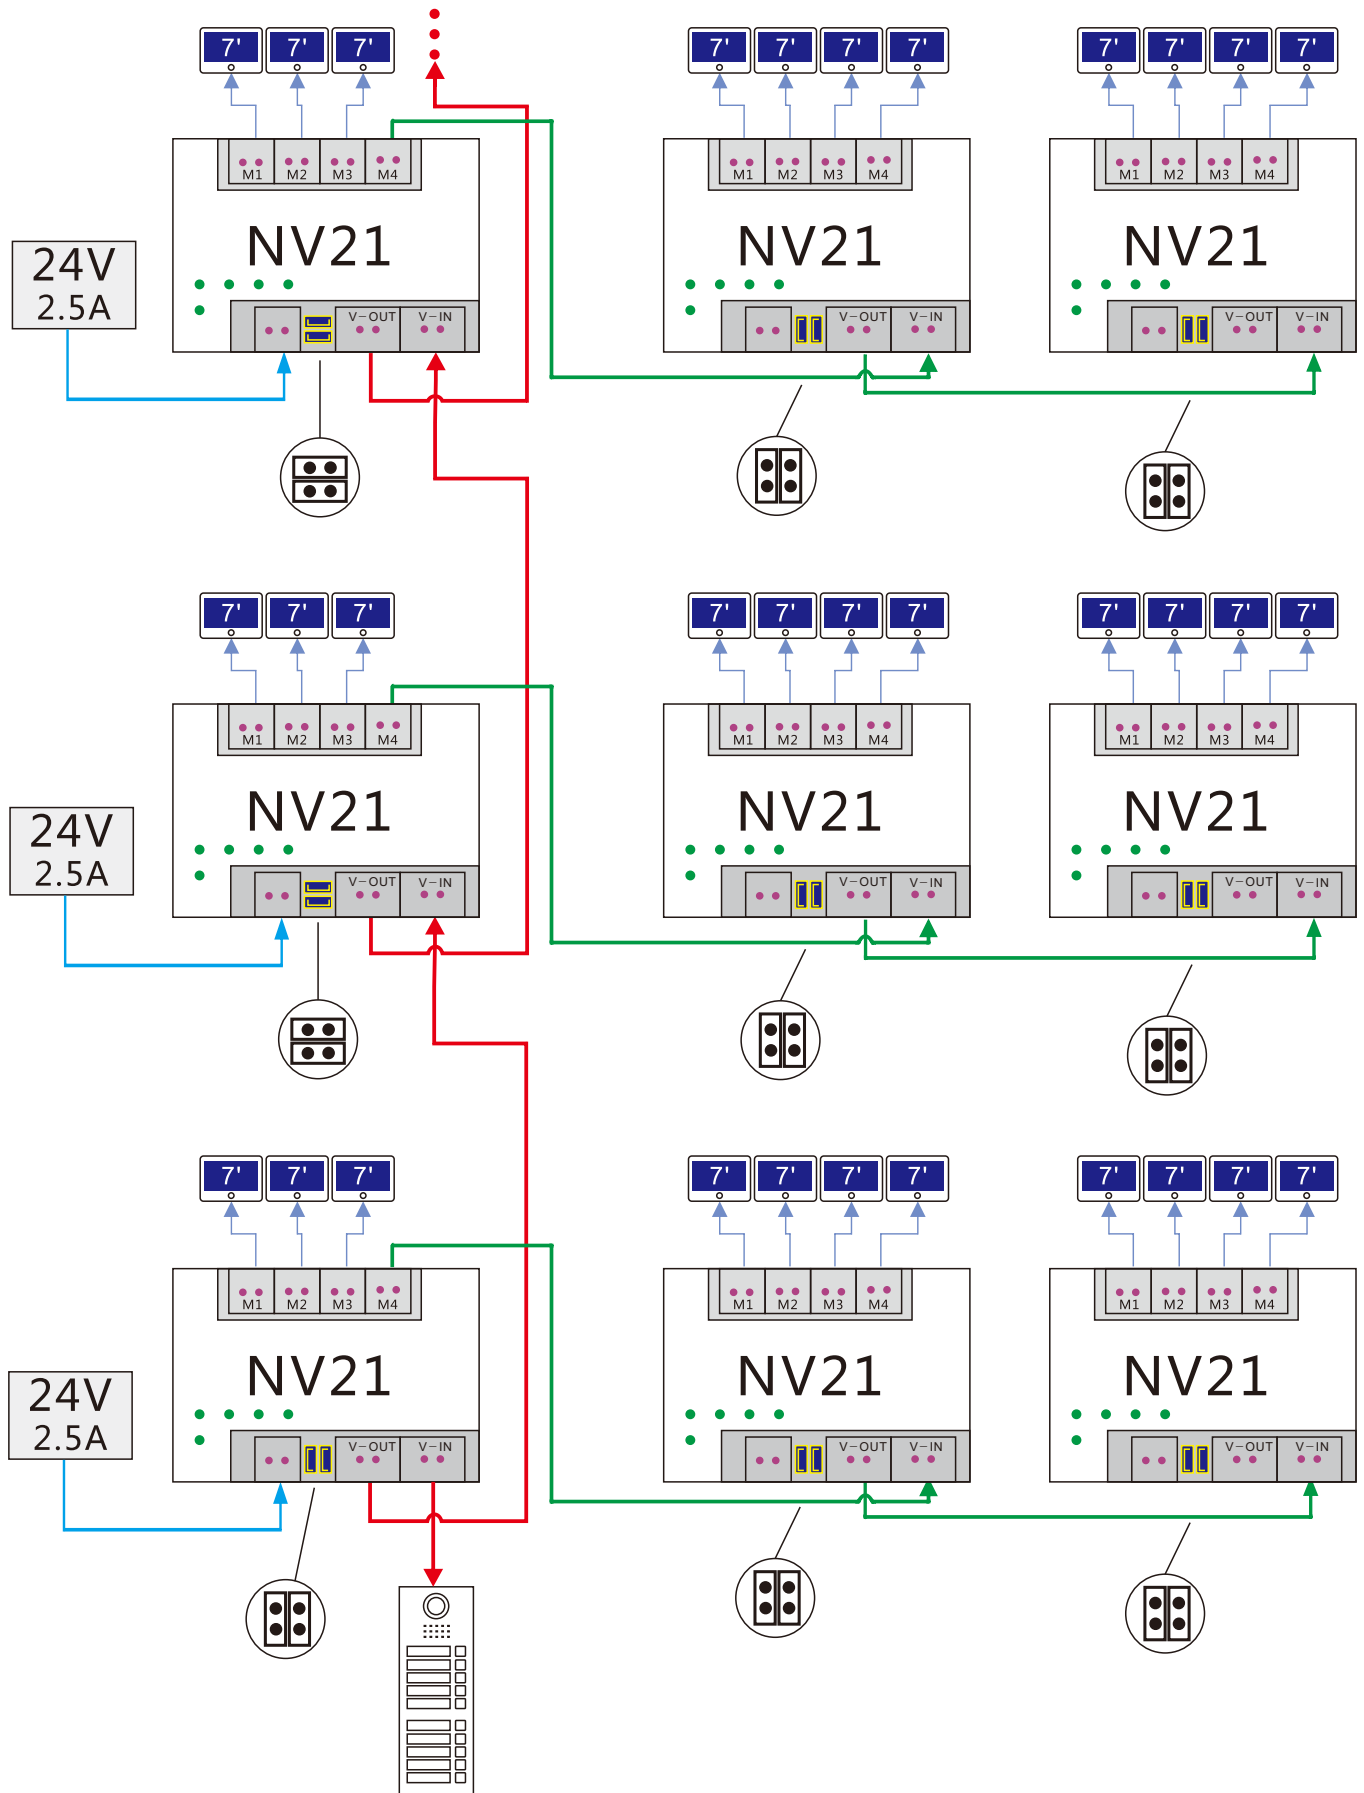 7' 7' 7' 7' 7' 7' 7' 7' 7' 7' 7'
M1 M2 M3 M4 M1 M2 M3 M4 M1 M2 M3 M4
NV21 NV21 NV21
24V
2.5A
V-OUT V-IN V-OUT V-IN V-OUT V-IN
7' 7' 7' 7' 7' 7' 7' 7' 7' 7' 7'
M1 M2 M3 M4 M1 M2 M3 M4 M1 M2 M3 M4
NV21 NV21 NV21
24V
2.5A
V-OUT V-IN V-OUT V-IN V-OUT V-IN
7' 7' 7' 7' 7' 7' 7' 7' 7' 7' 7'
M1 M2 M3 M4 M1 M2 M3 M4 M1 M2 M3 M4
NV21 NV21 NV21
24V
2.5A
V-OUT V-IN V-OUT V-IN V-OUT V-IN